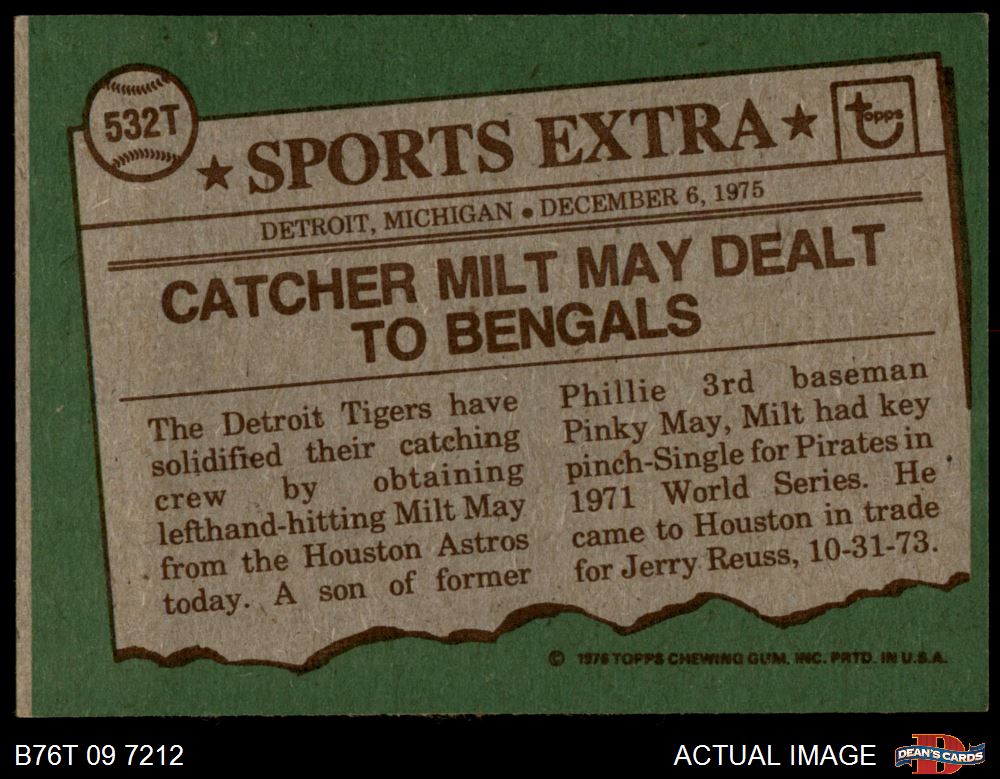 532T
★ SPORTS EXTRA ★
Topps
DETROIT, MICHIGAN • DECEMBER 6, 1975
CATCHER MILT MAY DEALT
TO BENGALS
The Detroit Tigers have
solidified their catching
crew by obtaining
lefthand-hitting Milt May
from the Houston Astros
today. A son of former
Phillie 3rd baseman
Pinky May, Milt had key
pinch-Single for Pirates in
1971 World Series. He
came to Houston in trade
for Jerry Reuss, 10-31-73.
© 1976 TOPPS CHEWING GUM, INC. PRTD. IN U.S.A.
B76T 09 7212
ACTUAL IMAGE
DEAN'S CARDS